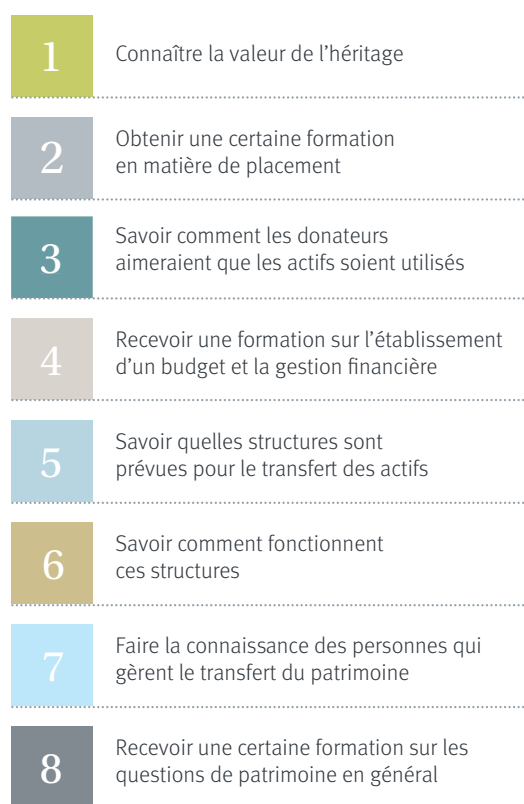 1
Connaître la valeur de l’héritage
2
Obtenir une certaine formation
en matière de placement
3
Savoir comment les donateurs
aimeraient que les actifs soient utilisés
4
Recevoir une formation sur l’établissement
d’un budget et la gestion financière
5
Savoir quelles structures sont
prévues pour le transfert des actifs
6
Savoir comment fonctionnent
ces structures
7
Faire la connaissance des personnes qui
gèrent le transfert du patrimoine
8
Recevoir une certaine formation sur les
questions de patrimoine en général